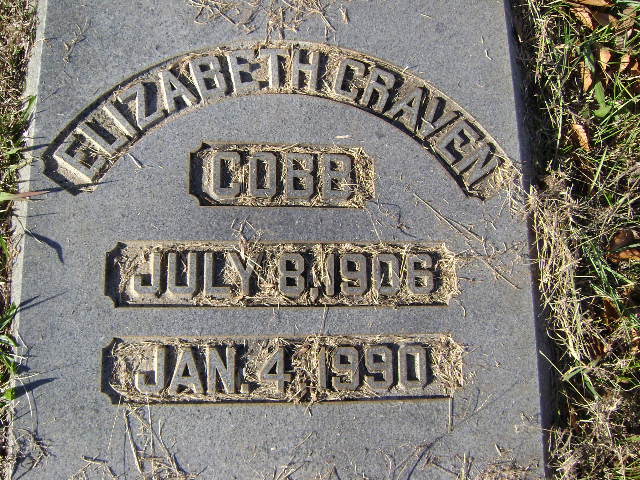 ELIZABETH CRAVEN
COBB
JULY 8, 1906
JAN. 4, 1990